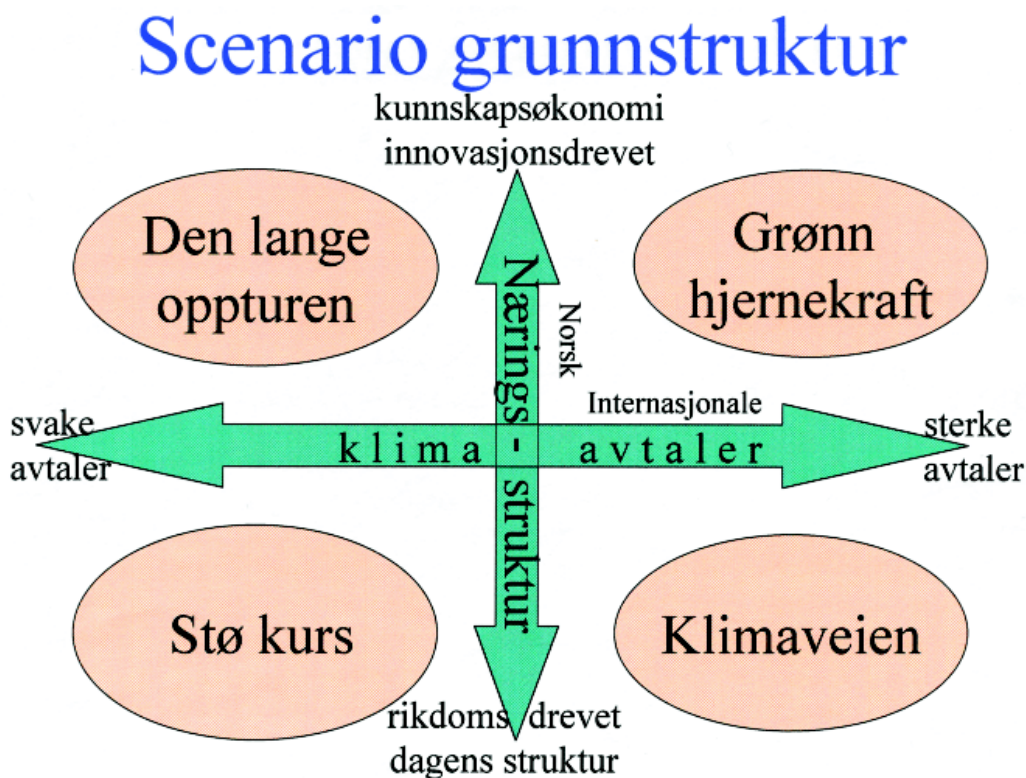 Scenario grunnstruktur
kunnskapsøkonomi
innovasjonsdrevet
Den lange
oppturen
Grønn
hjernekraft
Norsk
Nærings-struktur
Internasjonale
klima avtaler
svake
avtaler
sterke
avtaler
Stø kurs
Klimaveien
rikdoms drevet
dagens struktur